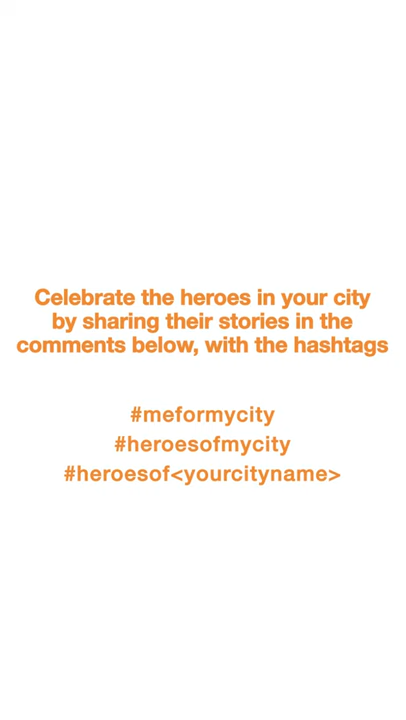 Celebrate the heroes in your city
by sharing their stories in the
comments below, with the hashtags
#meformycity
#heroesofmycity
#heroesof<yourcityname>